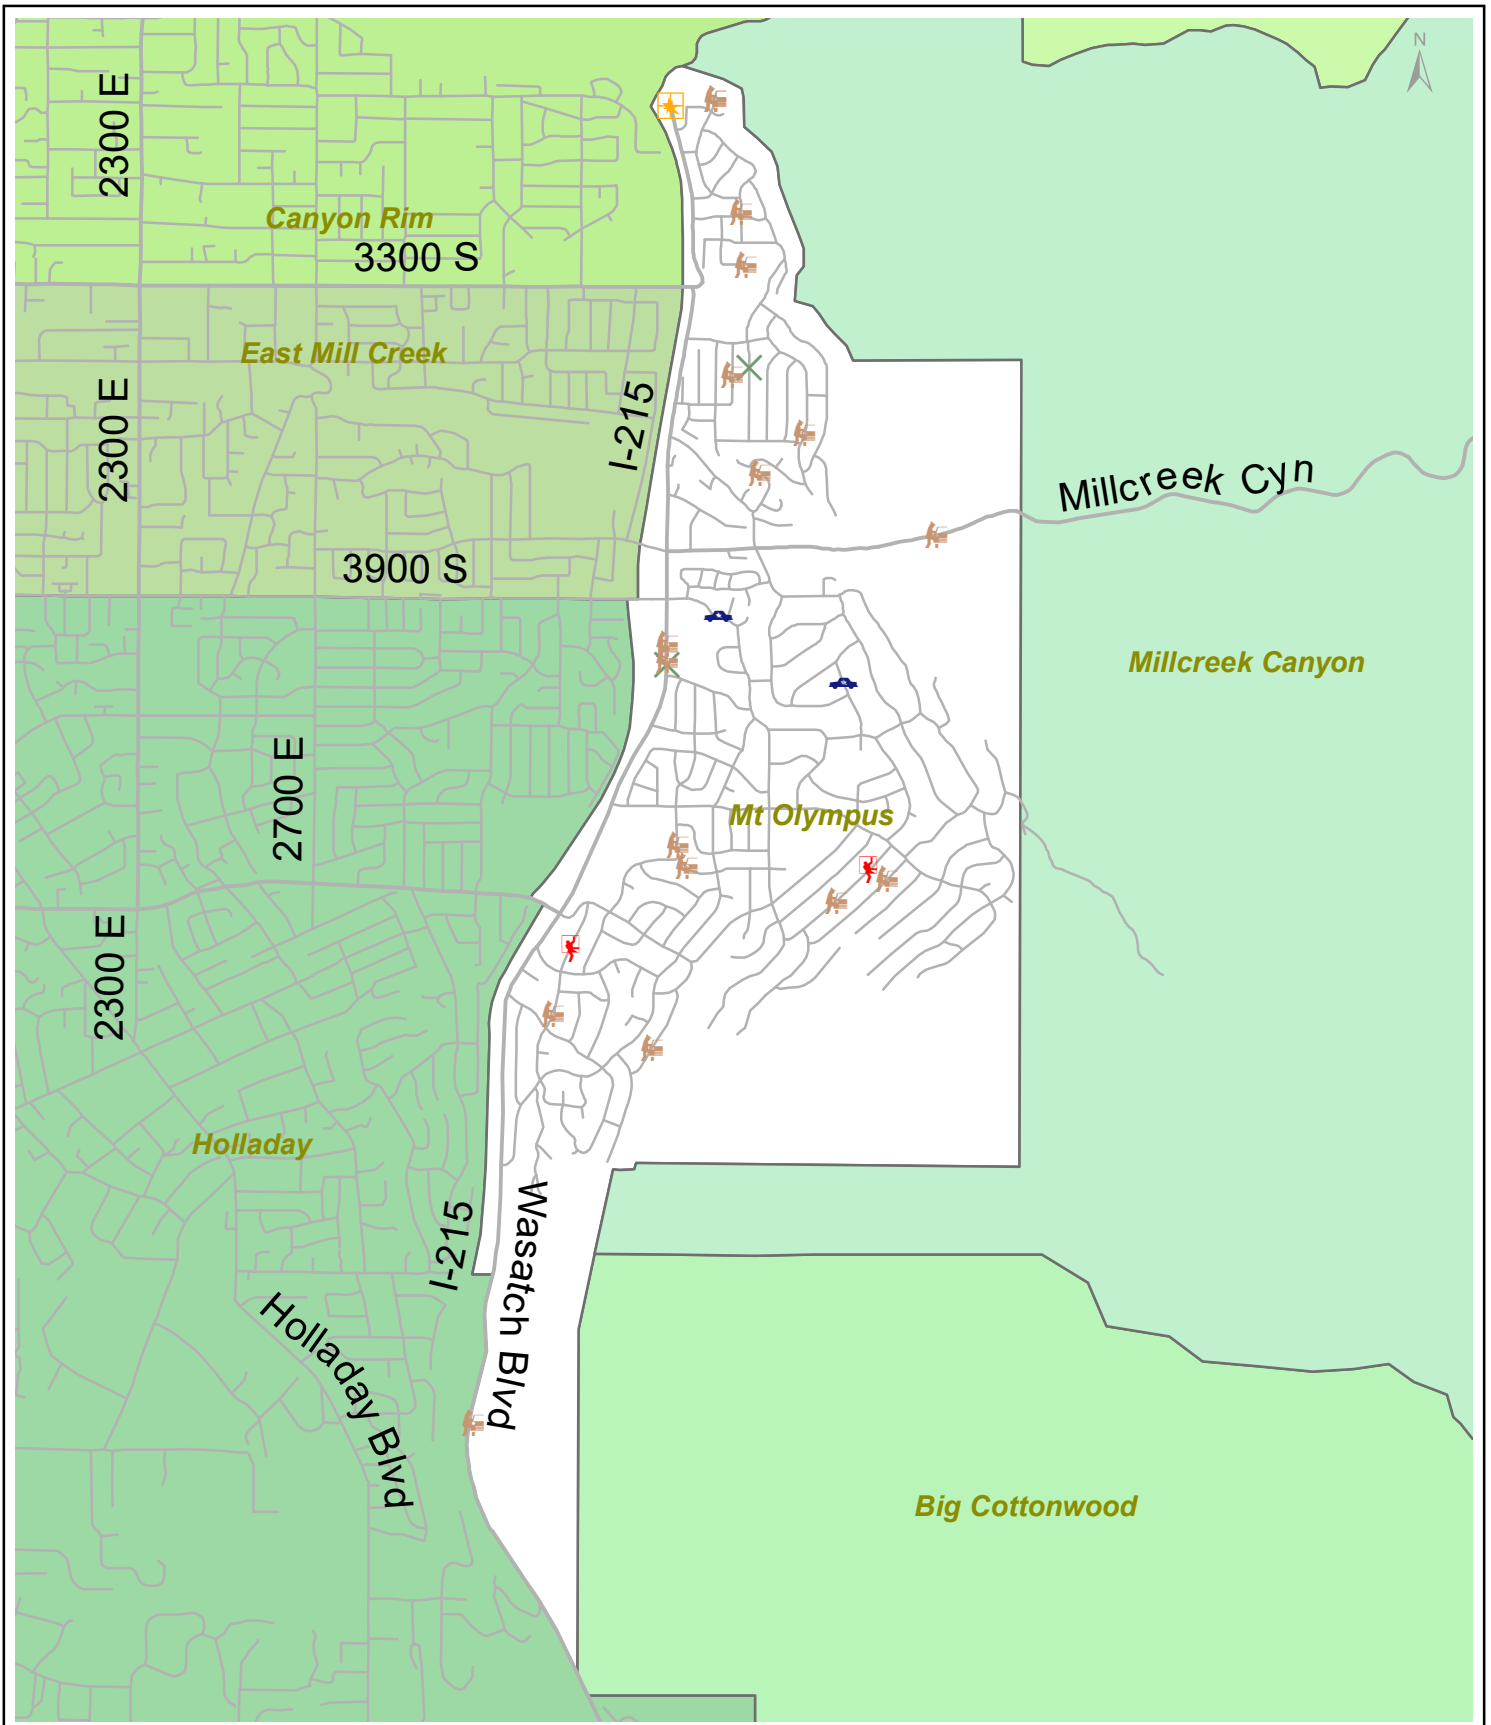 N
2300 E
Canyon Rim
3300 S
East Mill Creek
2300 E
I-215
Millcreek Cyn
3900 S
Millcreek Canyon
2700 E
Mt Olympus
2300 E
Holladay
I-215
Wasatch Blvd
Holladay Blvd
Big Cottonwood